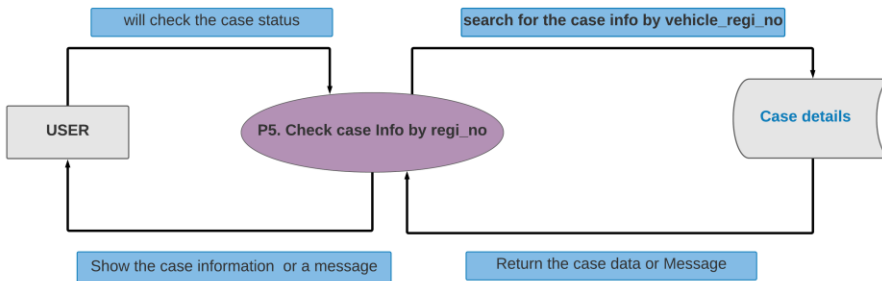 will check the case status
search for the case info by vehicle_regi_no
USER
P5. Check case Info by regi_no
Case details
Show the case information or a message
Return the case data or Message